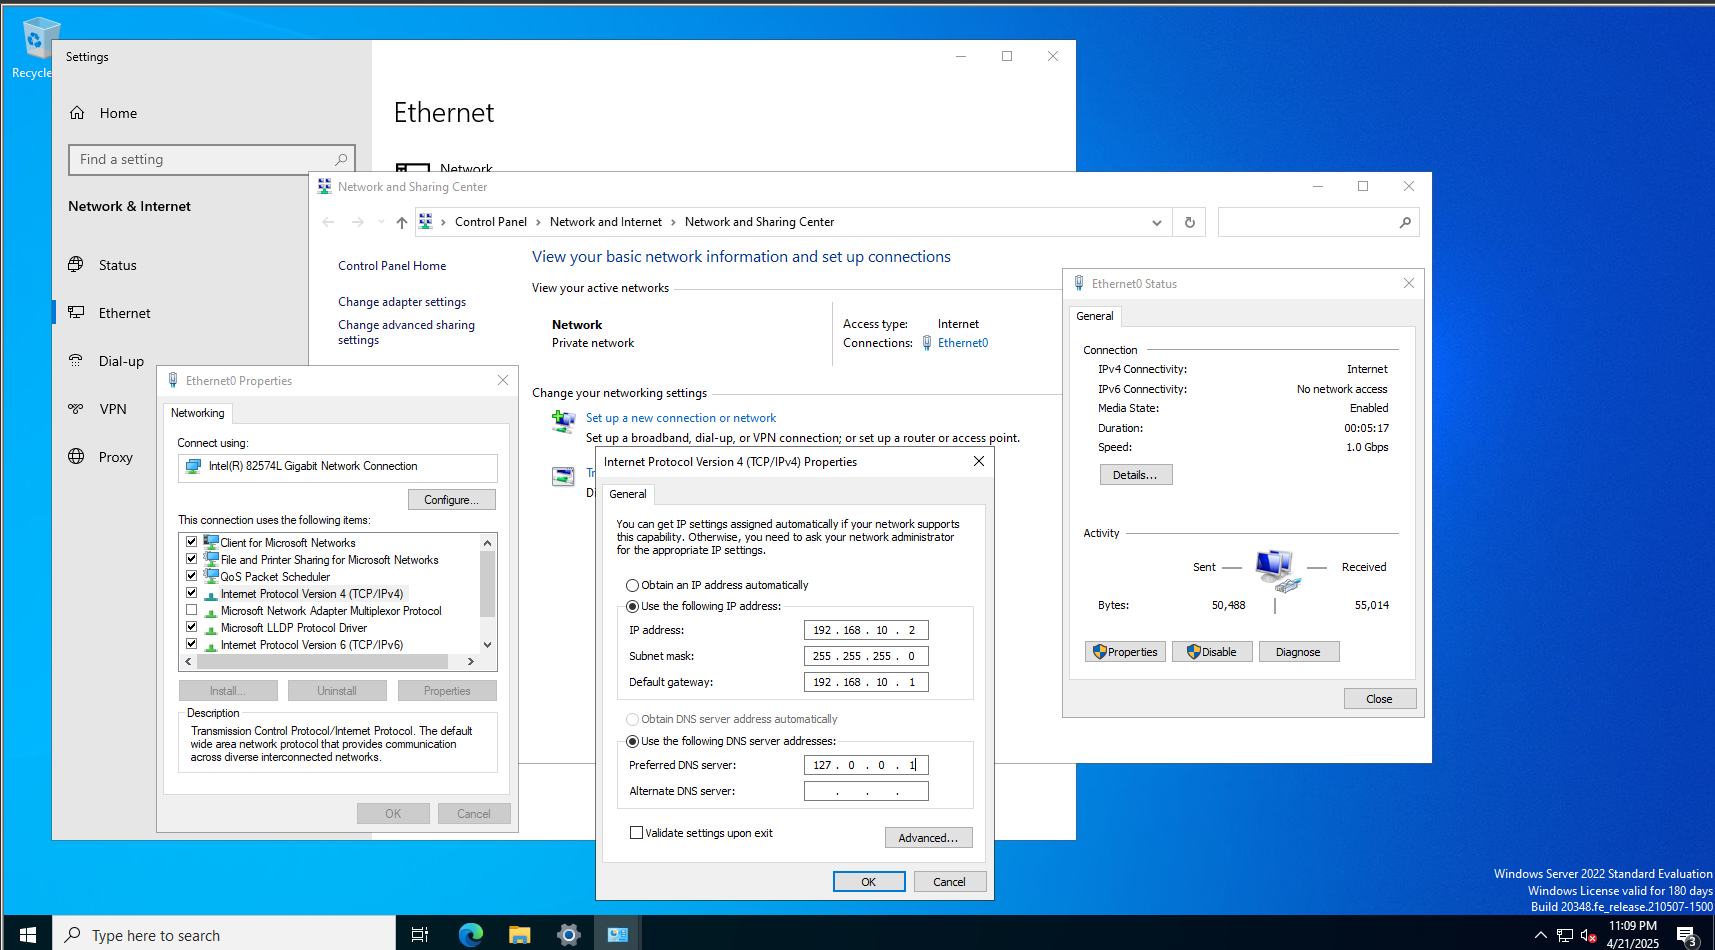 Recycle
Settings
Home
Find a setting
Network & Internet
Status
Ethernet
Dial-up
VPN
Proxy
Ethernet
Network
Network and Sharing Center
Control Panel
Network and Internet
Network and Sharing Center
Control Panel Home
Change adapter settings
Change advanced sharing
settings
View your basic network information and set up connections
View your active networks
Network
Private network
Access type:
Internet
Connections:
Ethernet0
Change your networking settings
Set up a new connection or network
Set up a broadband, dial-up, or VPN connection; or set up a router or access point.
Tr
Di
Ethernet0 Status
General
Connection
IPv4 Connectivity:
Internet
IPv6 Connectivity:
No network access
Media State:
Enabled
Duration:
00:05:17
Speed:
1.0 Gbps
Details...
Activity
Sent
Received
Bytes:
50,488
55,014
Properties
Disable
Diagnose
Close
Ethernet0 Properties
Networking
Connect using:
Intel(R) 82574L Gigabit Network Connection
Configure...
This connection uses the following items:
Client for Microsoft Networks
File and Printer Sharing for Microsoft Networks
QoS Packet Scheduler
Internet Protocol Version 4 (TCP/IPv4)
Microsoft Network Adapter Multiplexor Protocol
Microsoft LLDP Protocol Driver
Internet Protocol Version 6 (TCP/IPv6)
Install...
Uninstall
Properties
Description
Transmission Control Protocol/Internet Protocol. The default
wide area network protocol that provides communication
across diverse interconnected networks.
OK
Cancel
Internet Protocol Version 4 (TCP/IPv4) Properties
General
You can get IP settings assigned automatically if your network supports
this capability. Otherwise, you need to ask your network administrator
for the appropriate IP settings.
Obtain an IP address automatically
Use the following IP address:
IP address:
192 . 168 . 10 . 2
Subnet mask:
255 . 255 . 255 . 0
Default gateway:
192 . 168 . 10 . 1
Obtain DNS server address automatically
Use the following DNS server addresses:
Preferred DNS server:
127 . 0 . 0 . 1
Alternate DNS server:
. . .
Validate settings upon exit
Advanced...
OK
Cancel
Windows Server 2022 Standard Evaluation
Windows License valid for 180 days
Build 20348.fe_release.210507-1500
Type here to search
11:09 PM
4/21/2025
3